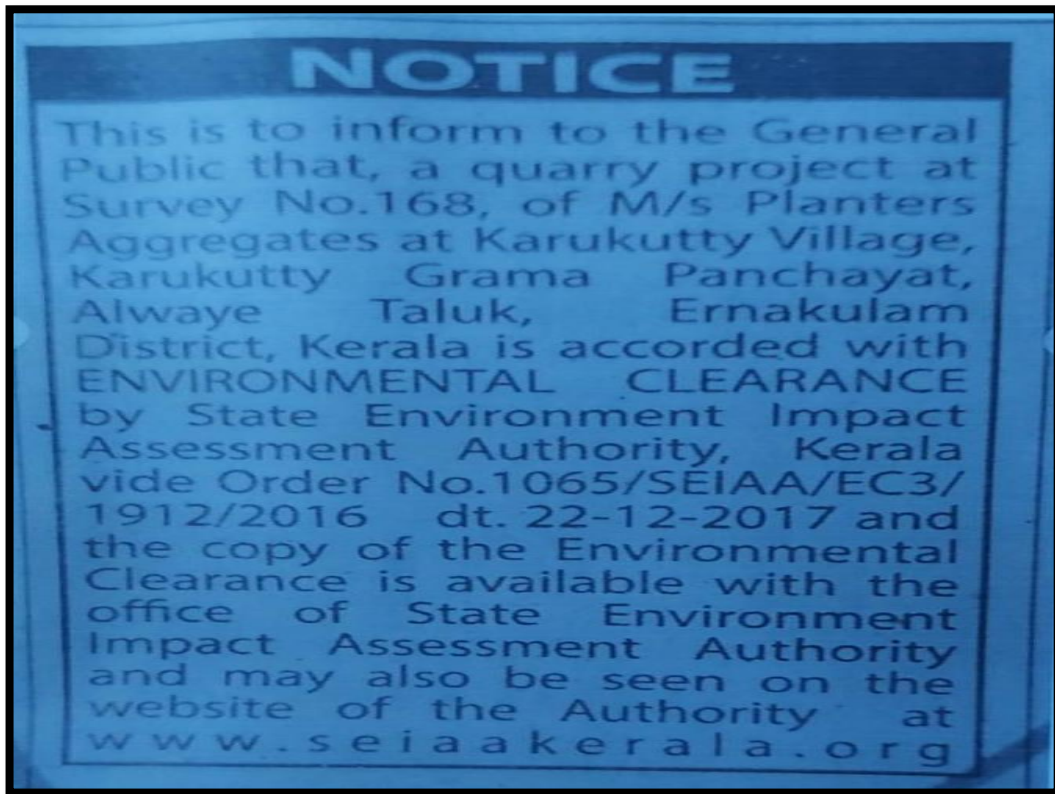 NOTICE
This is to inform to the General
Public that, a quarry project at
Survey No.168, of M/s Planters
Aggregates at Karukutty Village,
Karukutty Grama Panchayat,
Alwaye Taluk, Ernakulam
District, Kerala is accorded with
ENVIRONMENTAL CLEARANCE
by State Environment Impact
Assessment Authority, Kerala
vide Order No.1065/SEIAA/EC3/
1912/2016 dt. 22-12-2017 and
the copy of the Environmental
Clearance is available with the
office of State Environment
Impact Assessment Authority
and may also be seen on the
website of the Authority at
www.seiaakerala.org